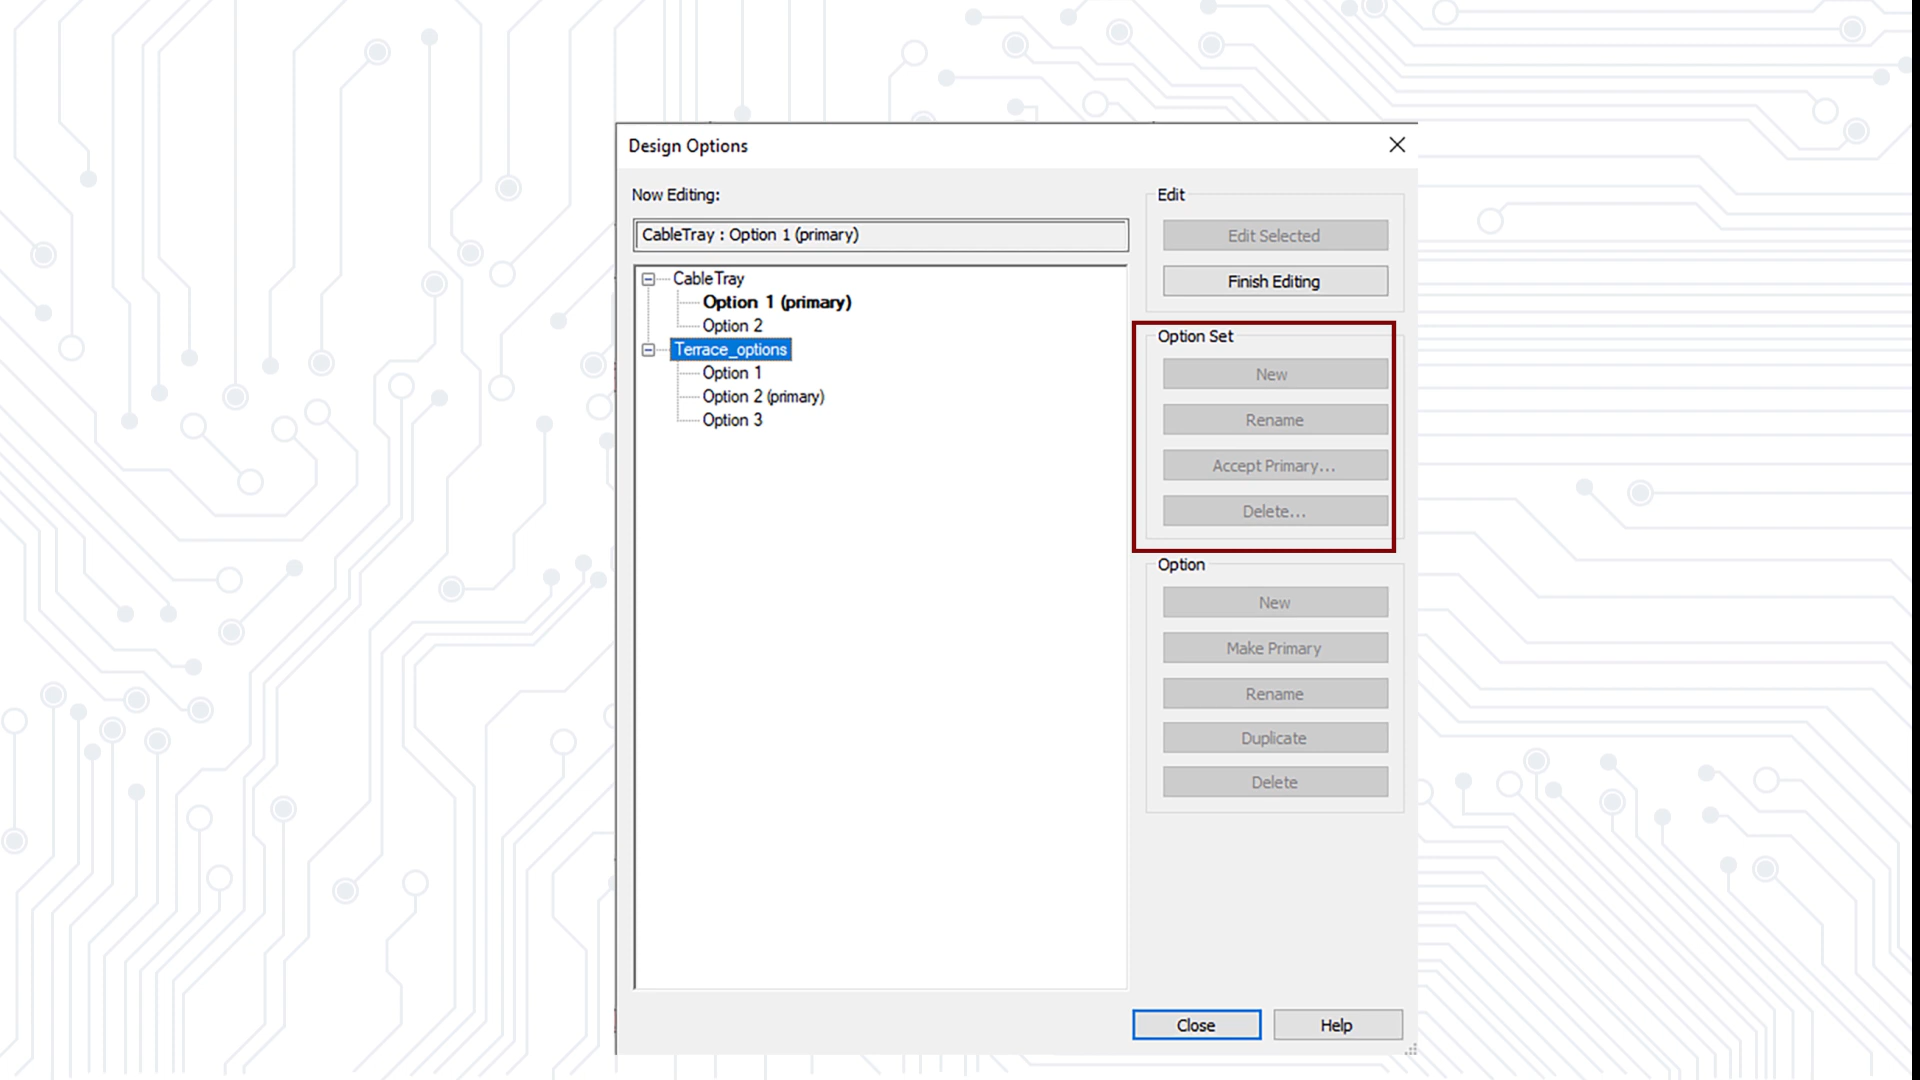 Design Options
Now Editing:
CableTray : Option 1 (primary)
CableTray
Option 1 (primary)
Option 2
Terrace_options
Option 1
Option 2 (primary)
Option 3
Edit
Edit Selected
Finish Editing
Option Set
New
Rename
Accept Primary...
Delete...
Option
New
Make Primary
Rename
Duplicate
Delete
Close
Help